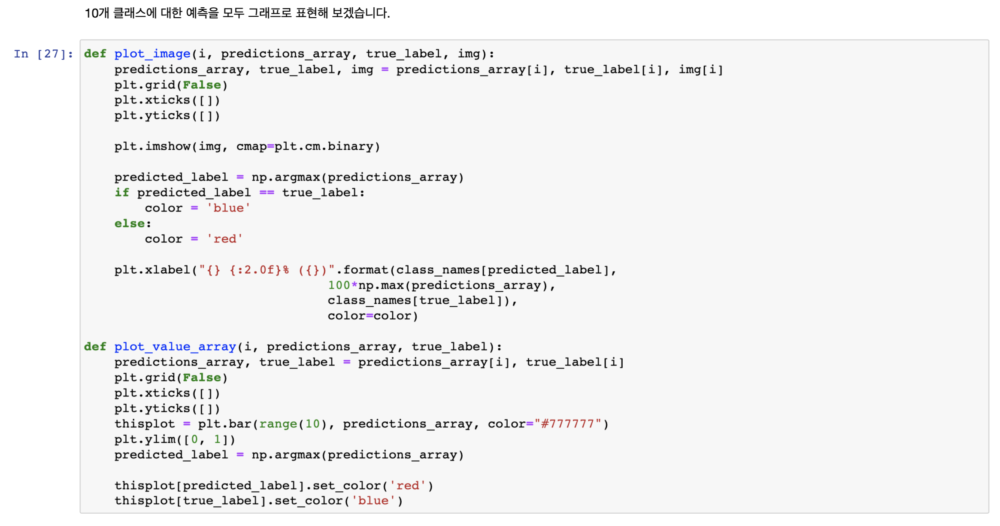 10개 클래스에 대한 예측을 모두 그래프로 표현해 보겠습니다.
In [27]:
def plot_image(i, predictions_array, true_label, img):
    predictions_array, true_label, img = predictions_array[i], true_label[i], img[i]
    plt.grid(False)
    plt.xticks([])
    plt.yticks([])

    plt.imshow(img, cmap=plt.cm.binary)

    predicted_label = np.argmax(predictions_array)
    if predicted_label == true_label:
        color = 'blue'
    else:
        color = 'red'

    plt.xlabel("{} {:2.0f}% ({})".format(class_names[predicted_label],
                                100*np.max(predictions_array),
                                class_names[true_label]),
                                color=color)

def plot_value_array(i, predictions_array, true_label):
    predictions_array, true_label = predictions_array[i], true_label[i]
    plt.grid(False)
    plt.xticks([])
    plt.yticks([])
    thisplot = plt.bar(range(10), predictions_array, color="#777777")
    plt.ylim([0, 1])
    predicted_label = np.argmax(predictions_array)

    thisplot[predicted_label].set_color('red')
    thisplot[true_label].set_color('blue')